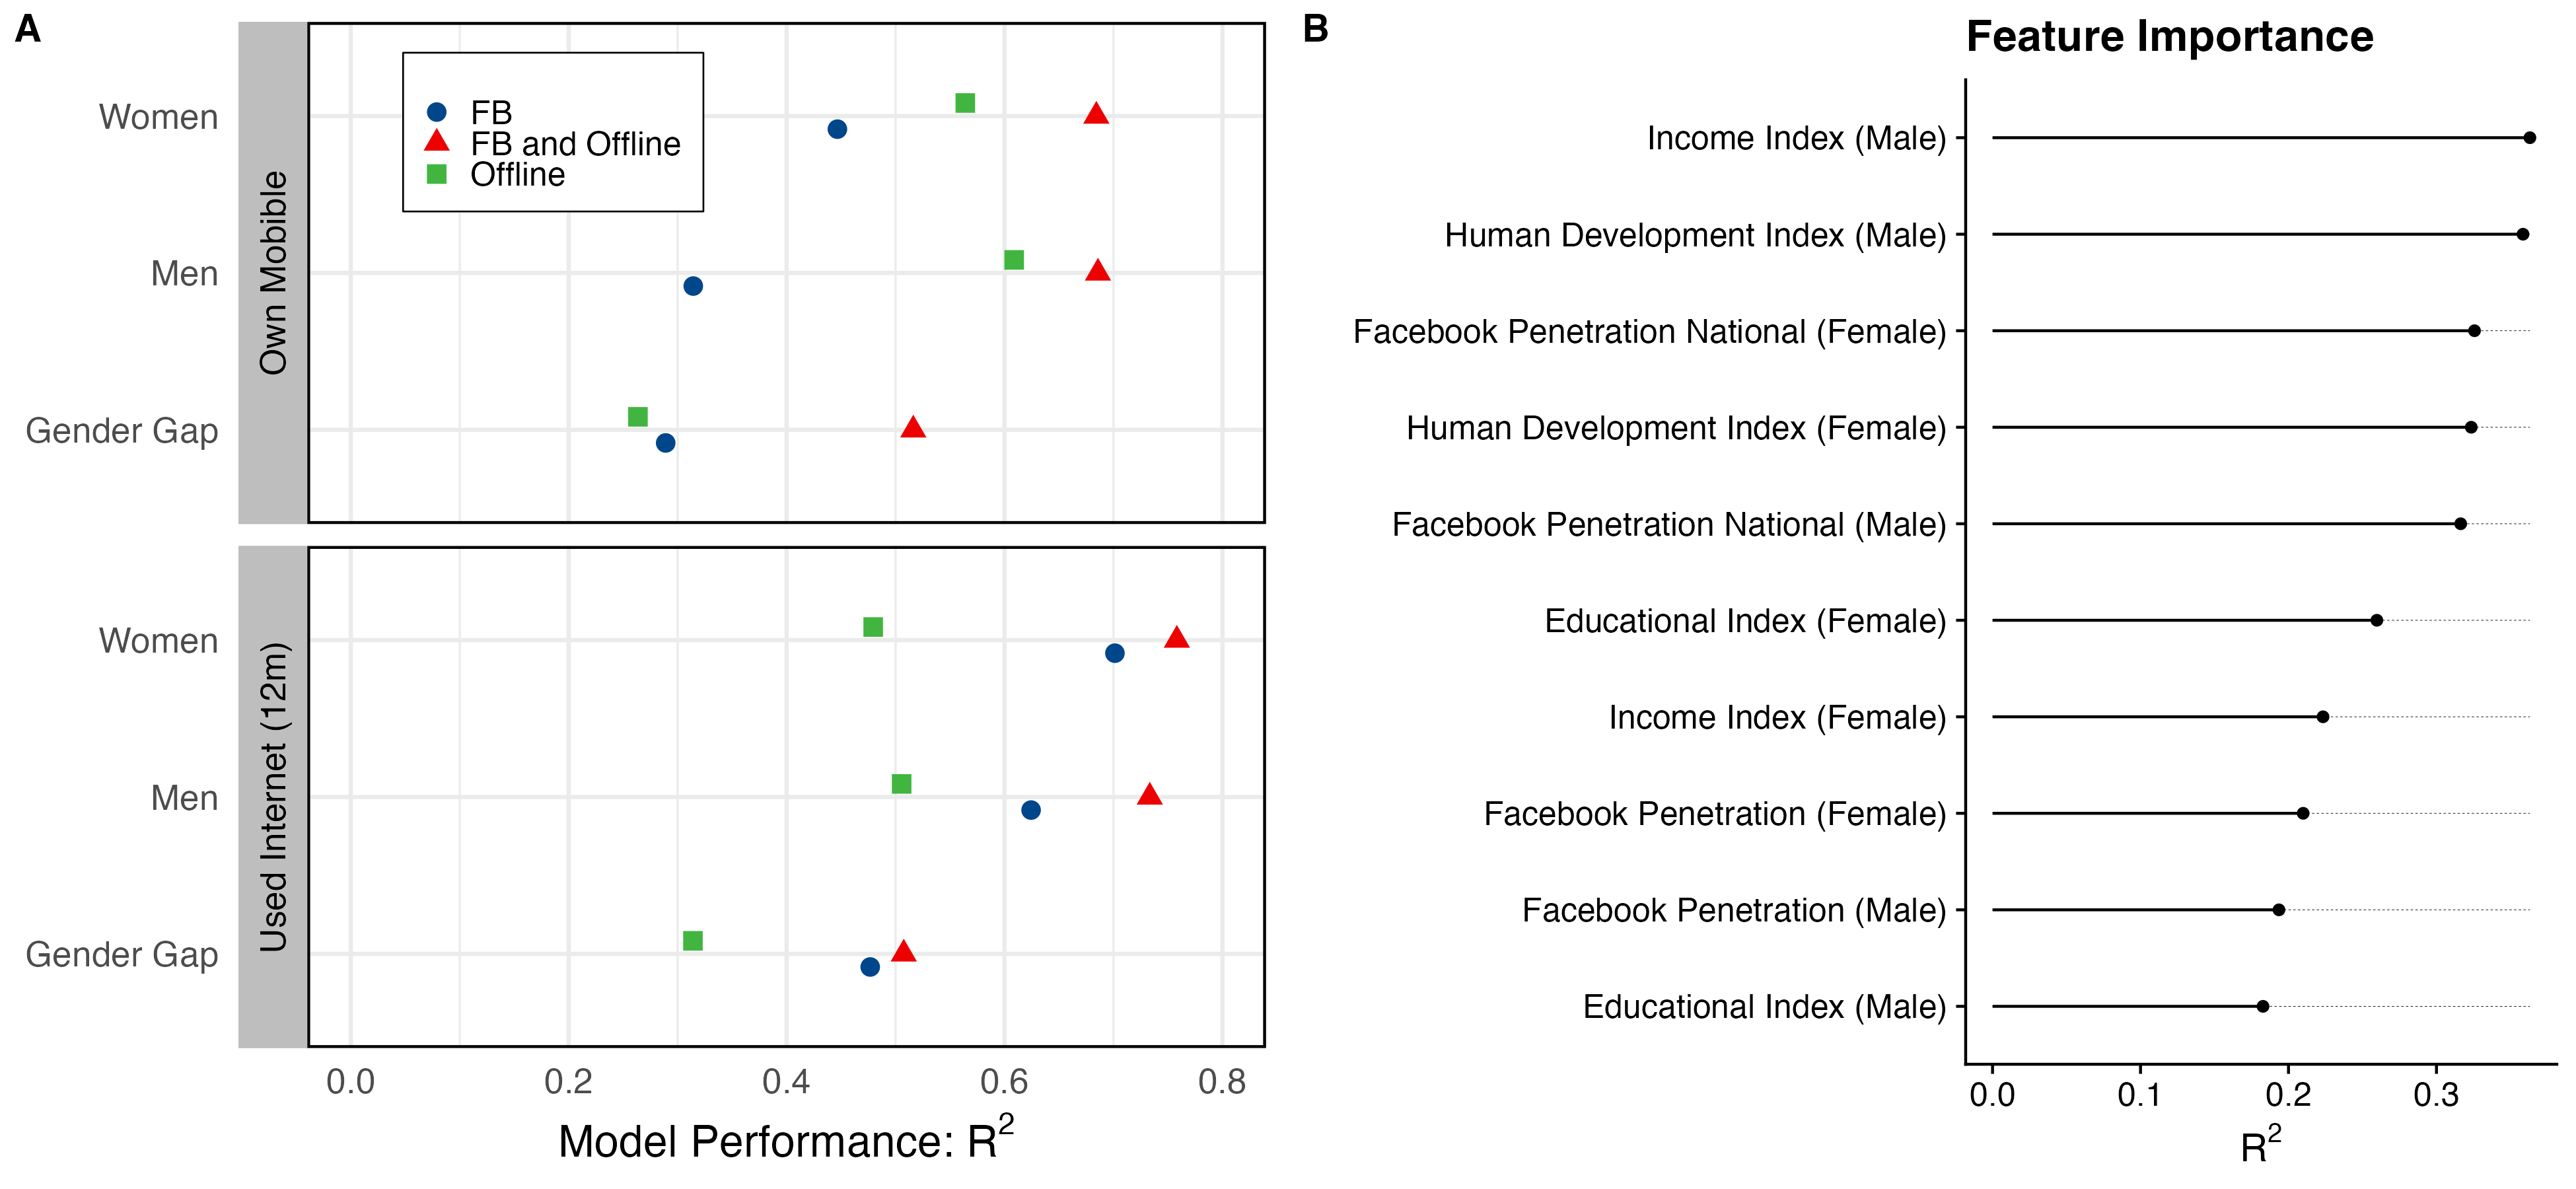 A
Own Mobible
Women
Men
Gender Gap
FB
FB and Offline
Offline
Used Internet (12m)
Women
Men
Gender Gap
0.0 0.2 0.4 0.6 0.8
Model Performance: R²
B
Feature Importance
Income Index (Male)
Human Development Index (Male)
Facebook Penetration National (Female)
Human Development Index (Female)
Facebook Penetration National (Male)
Educational Index (Female)
Income Index (Female)
Facebook Penetration (Female)
Facebook Penetration (Male)
Educational Index (Male)
0.0 0.1 0.2 0.3
R²